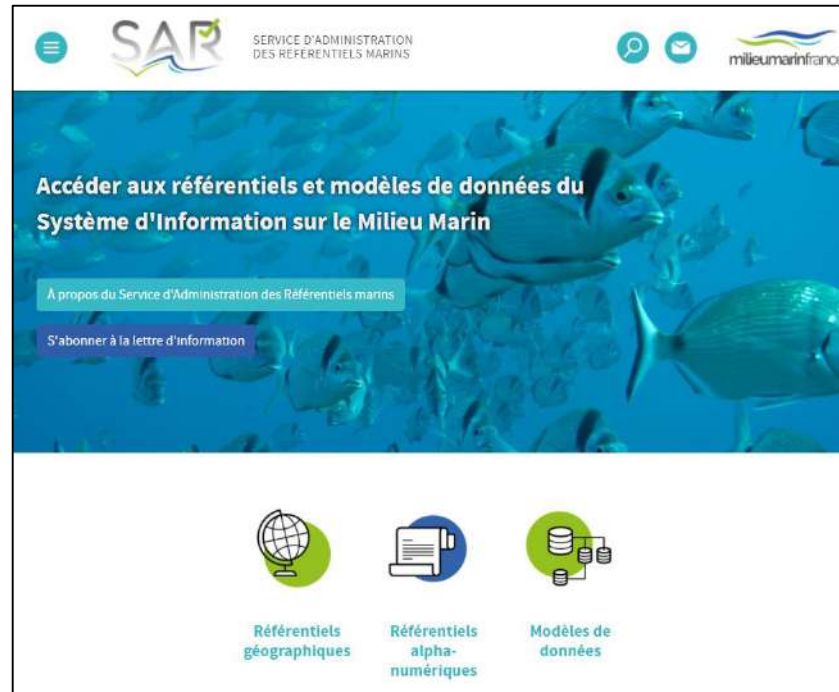 SAR
SERVICE D'ADMINISTRATION
DES RÉFÉRENTIELS MARINS
milieumarinfrance
Accéder aux référentiels et modèles de données du
Système d'Information sur le Milieu Marin
À propos du Service d'Administration des Référentiels marins
S'abonner à la lettre d'information
Référentiels
géographiques
Référentiels
alpha-
numériques
Modèles de
données